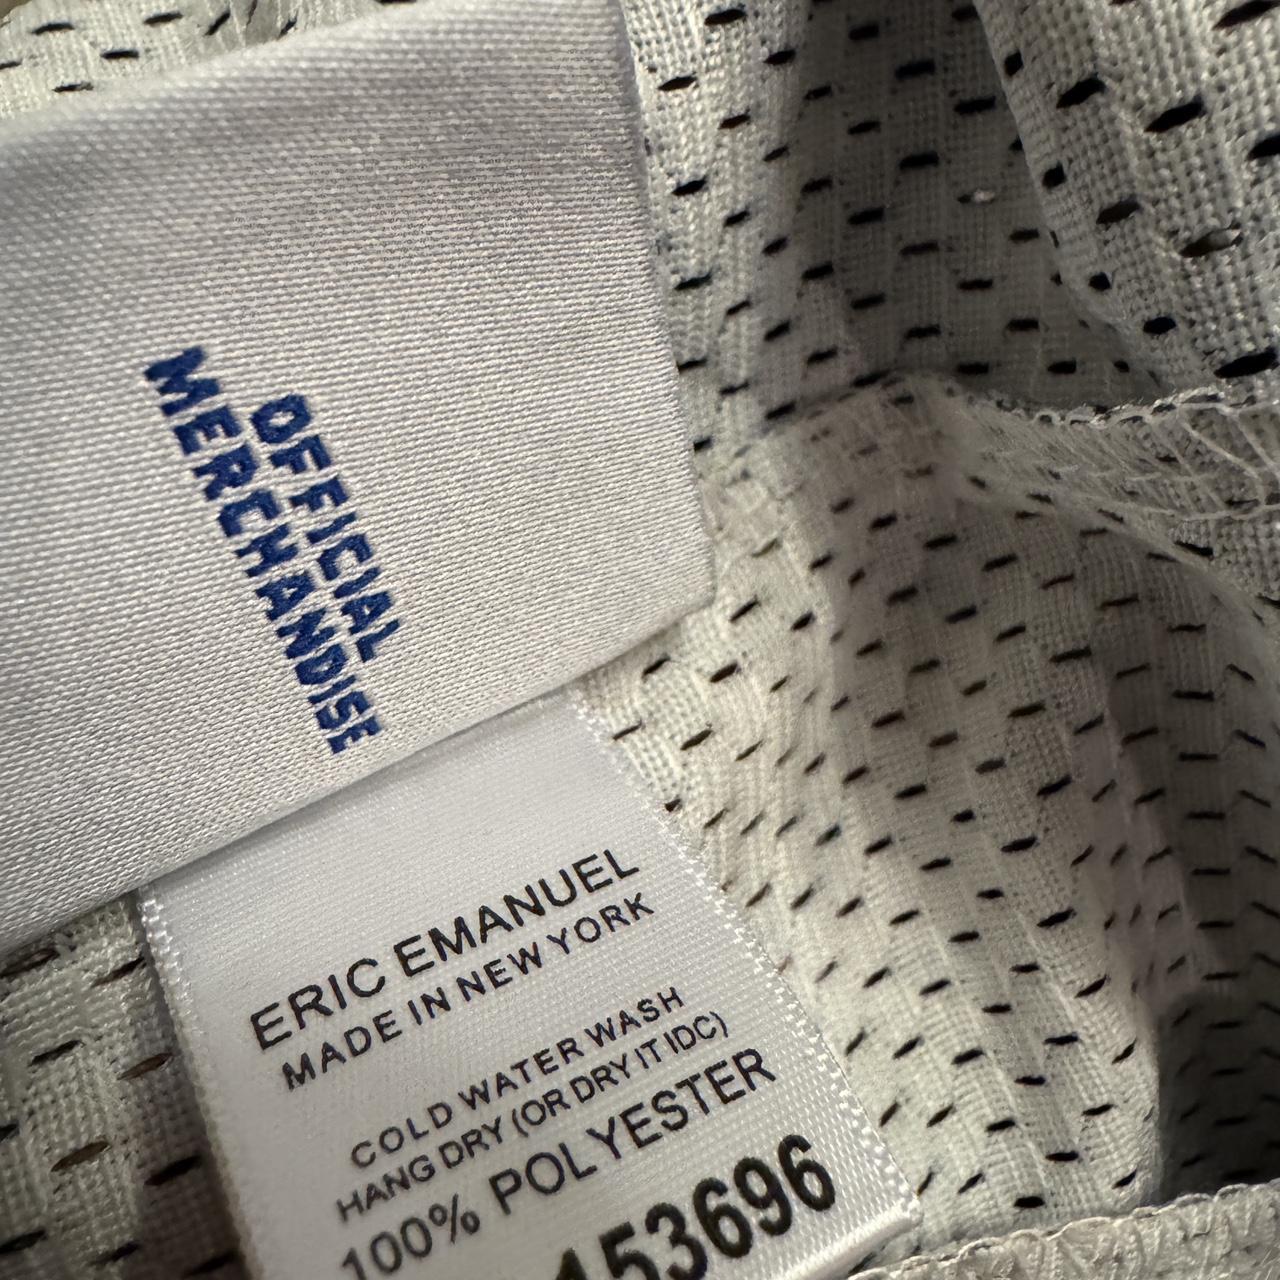 OFFICIAL
MERCHANDISE
ERIC EMANUEL
MADE IN NEW YORK
COLD WATER WASH
HANG DRY (OR DRY IT IDC)
100% POLYESTER
153696